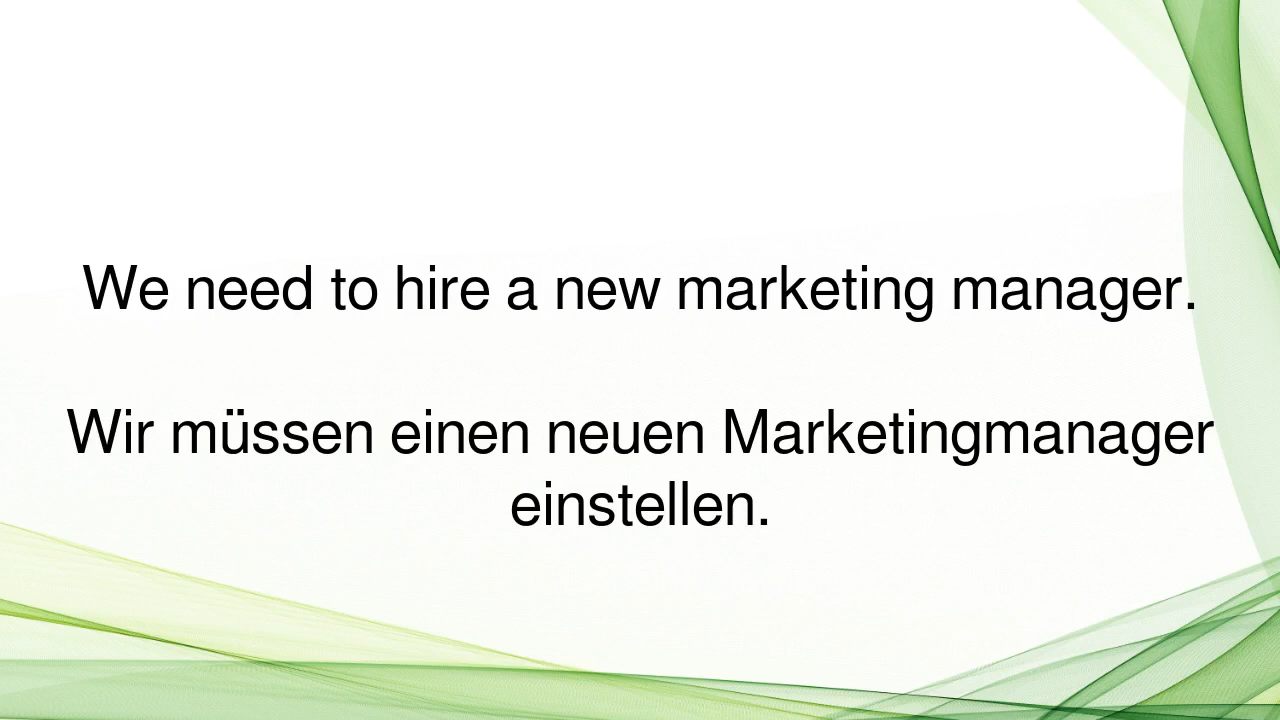 We need to hire a new marketing manager.
Wir müssen einen neuen Marketingmanager
einstellen.